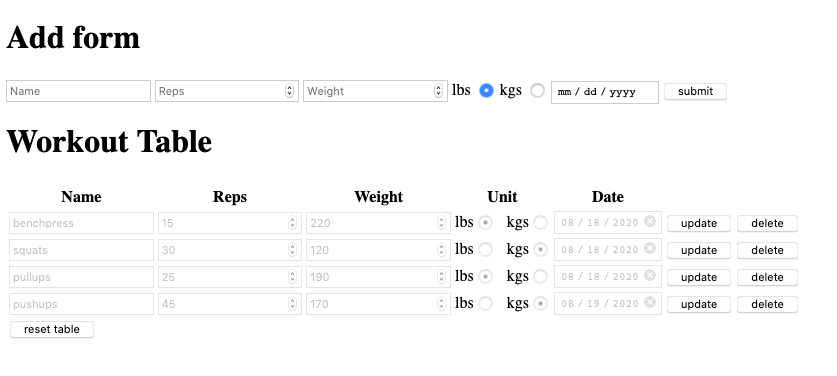 Add form
Name Reps Weight lbs kgs mm / dd / yyyy submit
Workout Table
Name Reps Weight Unit Date
benchpress 15 220 lbs kgs 08 / 18 / 2020 update delete
squats 30 120 lbs kgs 08 / 18 / 2020 update delete
pullups 25 190 lbs kgs 08 / 18 / 2020 update delete
pushups 45 170 lbs kgs 08 / 19 / 2020 update delete
reset table